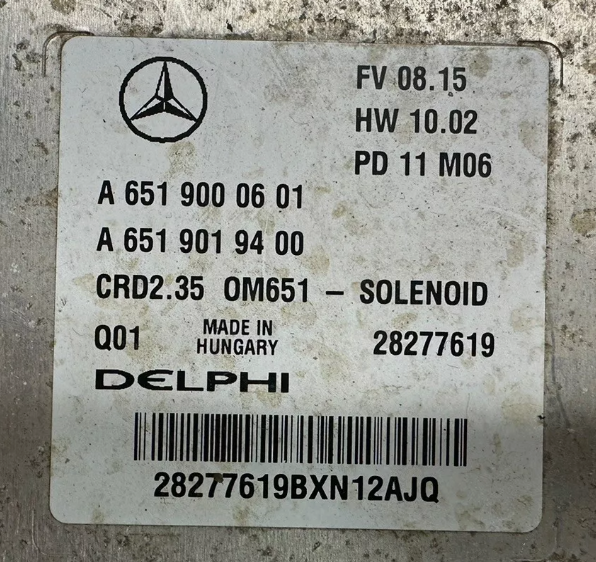 FV 08.15
HW 10.02
PD 11 M06
A 651 900 06 01
A 651 901 94 00
CRD2.35 OM651 – SOLENOID
Q01 MADE IN HUNGARY 28277619
DELPHI
28277619BXN12AJQ